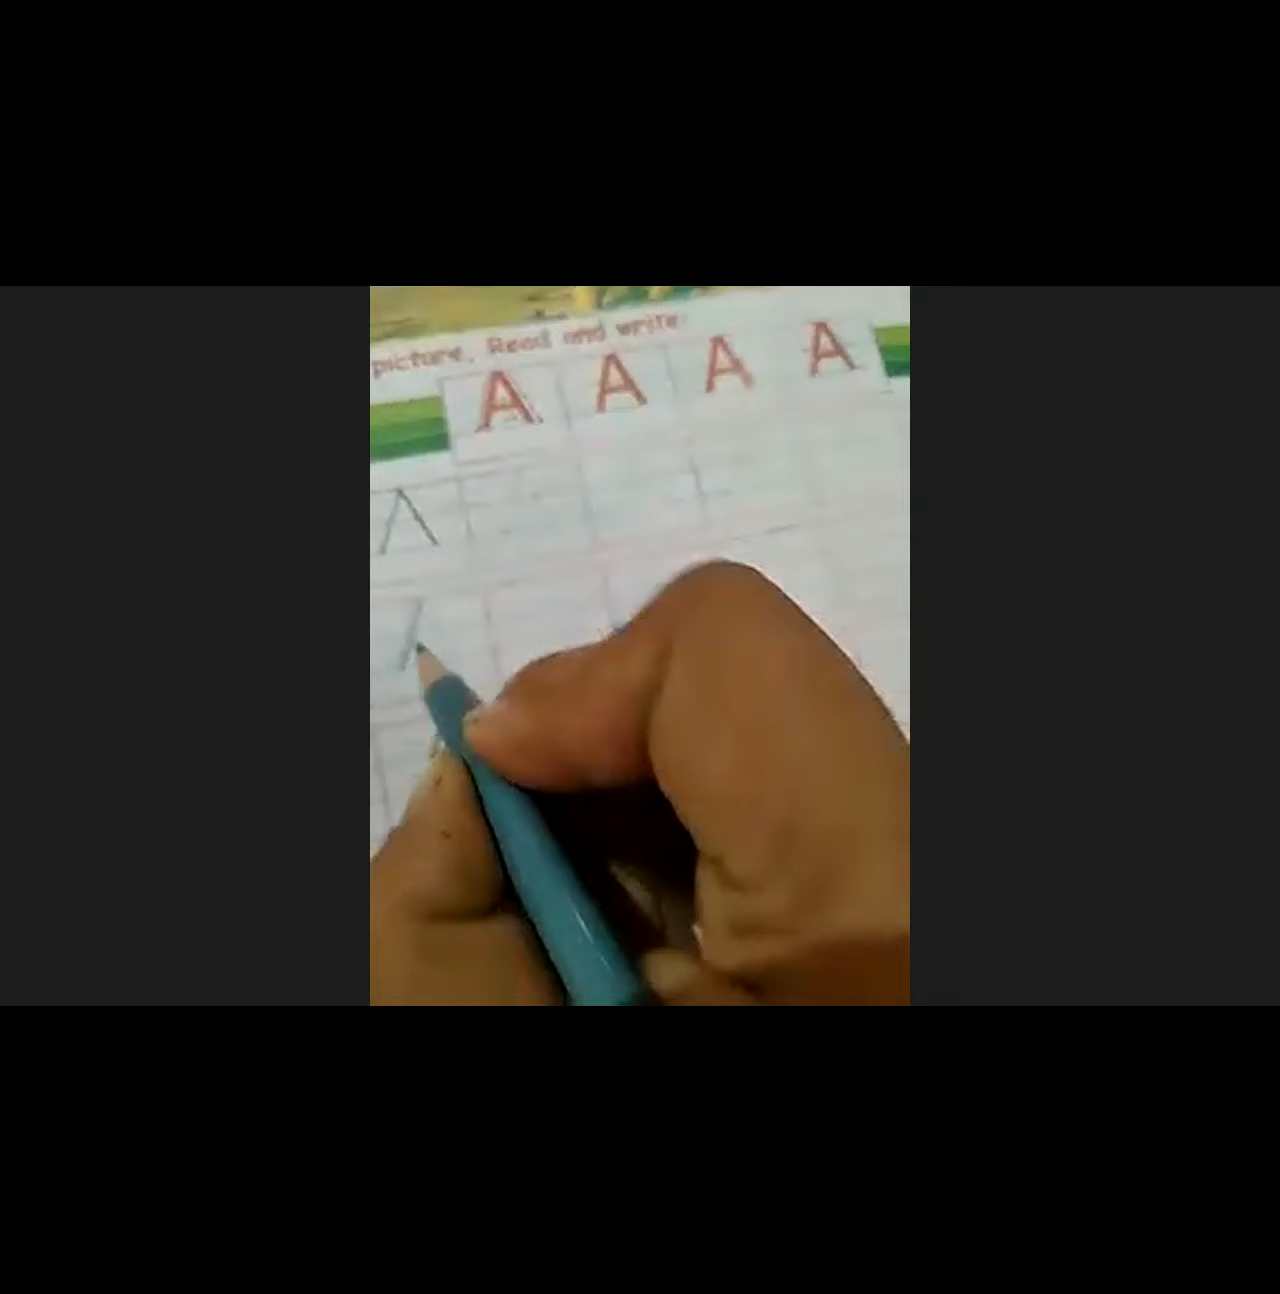 picture. Read and write.
A A A A
Λ
/